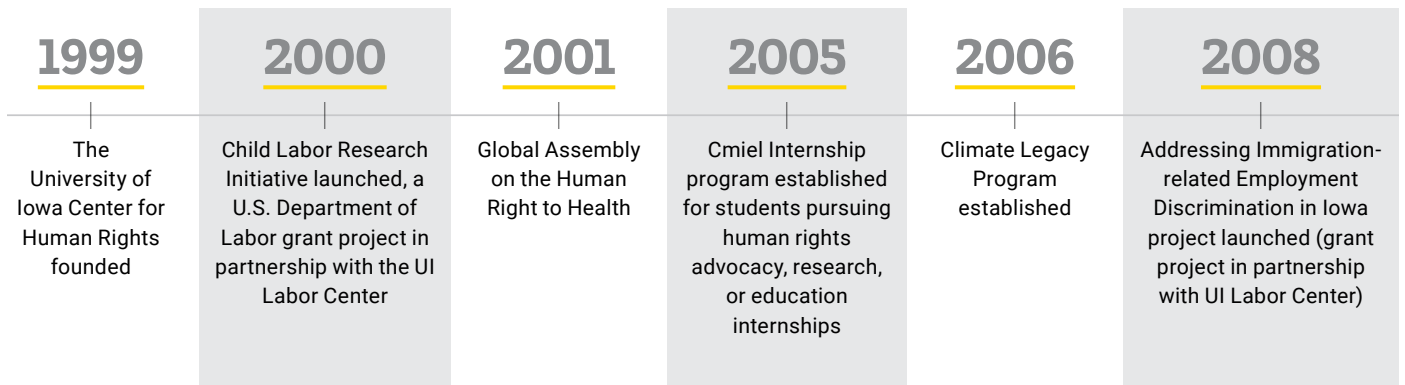 1999
The
University of
Iowa Center for
Human Rights
founded
2000
Child Labor Research
Initiative launched, a
U.S. Department of
Labor grant project in
partnership with the UI
Labor Center
2001
Global Assembly
on the Human
Right to Health
2005
Cmiel Internship
program established
for students pursuing
human rights
advocacy, research,
or education
internships
2006
Climate Legacy
Program
established
2008
Addressing Immigration-
related Employment
Discrimination in Iowa
project launched (grant
project in partnership
with UI Labor Center)